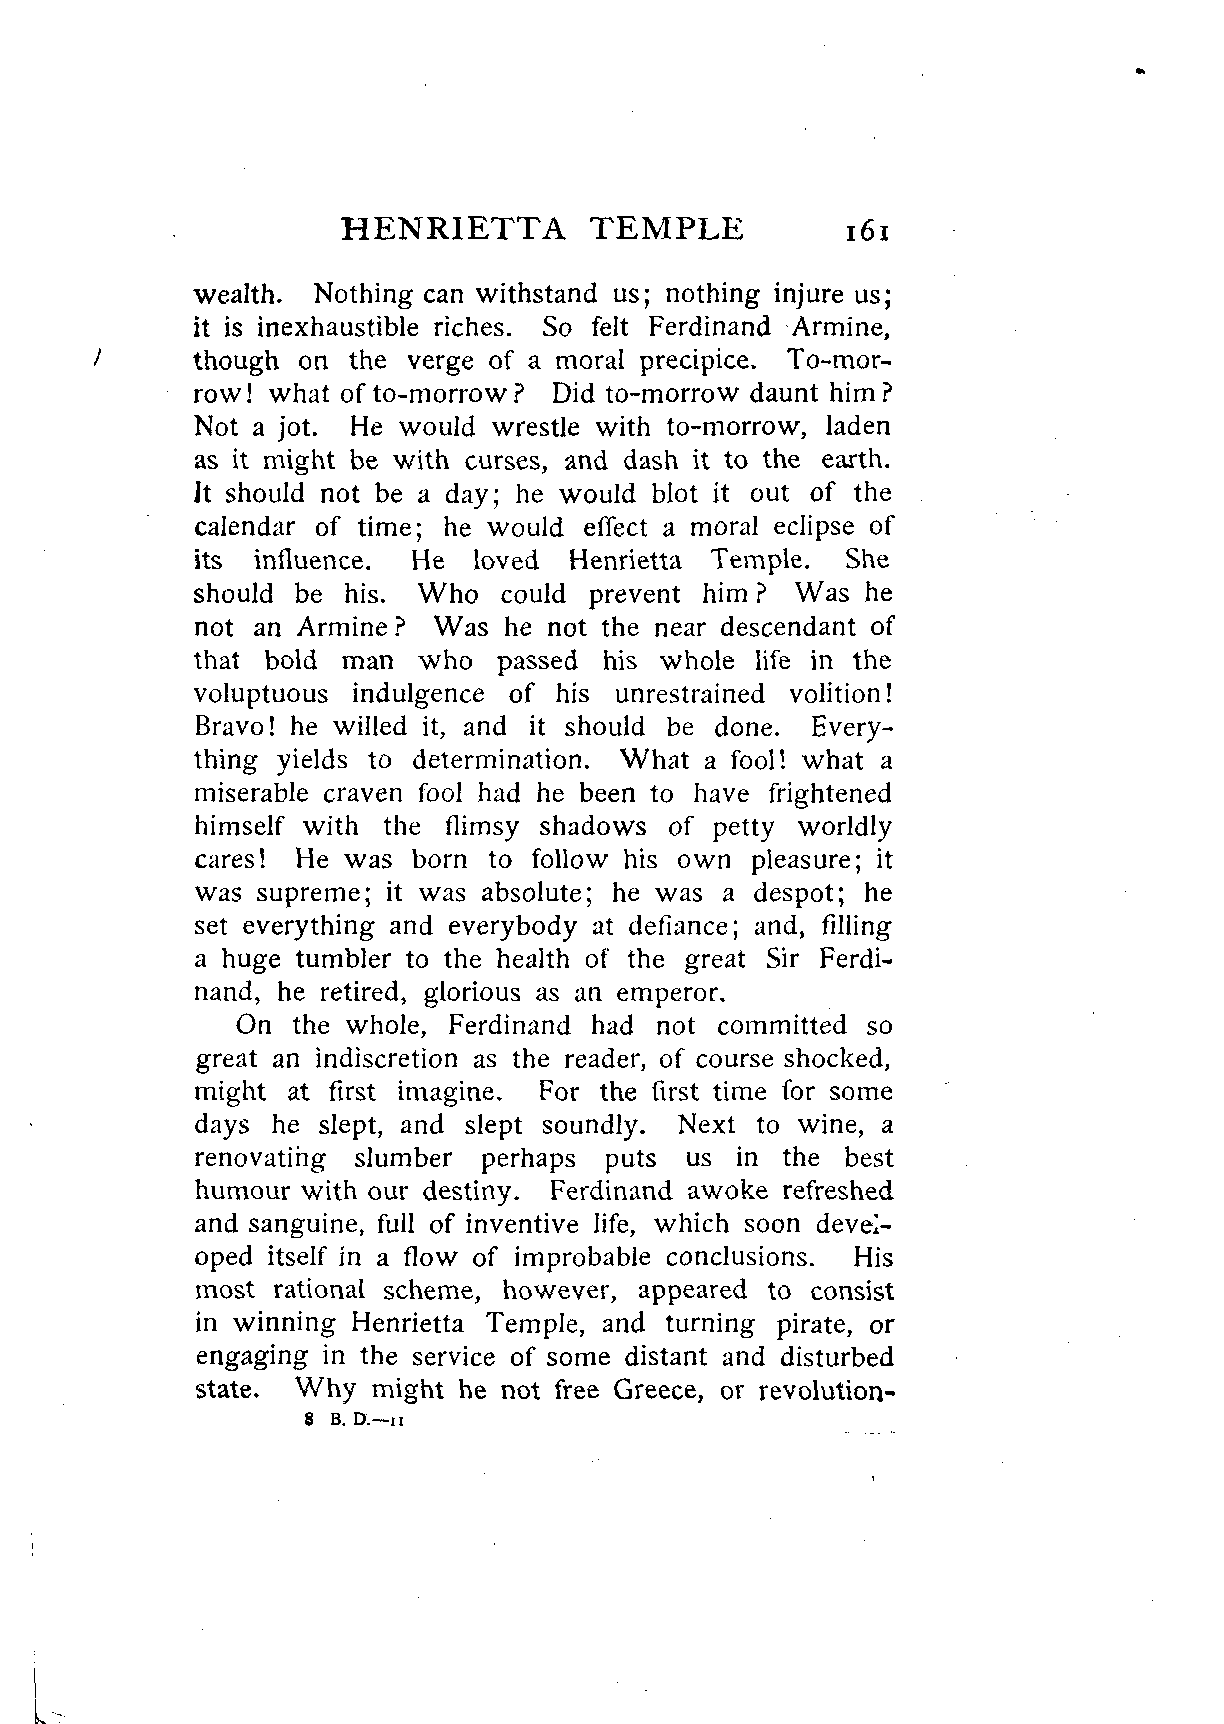 HENRIETTA TEMPLE 161
wealth. Nothing can withstand us; nothing injure us;
it is inexhaustible riches. So felt Ferdinand Armine,
though on the verge of a moral precipice. To-mor-
row! what of to-morrow? Did to-morrow daunt him?
Not a jot. He would wrestle with to-morrow, laden
as it might be with curses, and dash it to the earth.
It should not be a day; he would blot it out of the
calendar of time; he would effect a moral eclipse of
its influence. He loved Henrietta Temple. She
should be his. Who could prevent him? Was he
not an Armine? Was he not the near descendant of
that bold man who passed his whole life in the
voluptuous indulgence of his unrestrained volition!
Bravo! he willed it, and it should be done. Every-
thing yields to determination. What a fool! what a
miserable craven fool had he been to have frightened
himself with the flimsy shadows of petty worldly
cares! He was born to follow his own pleasure; it
was supreme; it was absolute; he was a despot; he
set everything and everybody at defiance; and, filling
a huge tumbler to the health of the great Sir Ferdi-
nand, he retired, glorious as an emperor.
On the whole, Ferdinand had not committed so
great an indiscretion as the reader, of course shocked,
might at first imagine. For the first time for some
days he slept, and slept soundly. Next to wine, a
renovating slumber perhaps puts us in the best
humour with our destiny. Ferdinand awoke refreshed
and sanguine, full of inventive life, which soon devel-
oped itself in a flow of improbable conclusions. His
most rational scheme, however, appeared to consist
in winning Henrietta Temple, and turning pirate, or
engaging in the service of some distant and disturbed
state. Why might he not free Greece, or revolution-
8 B. D.—11